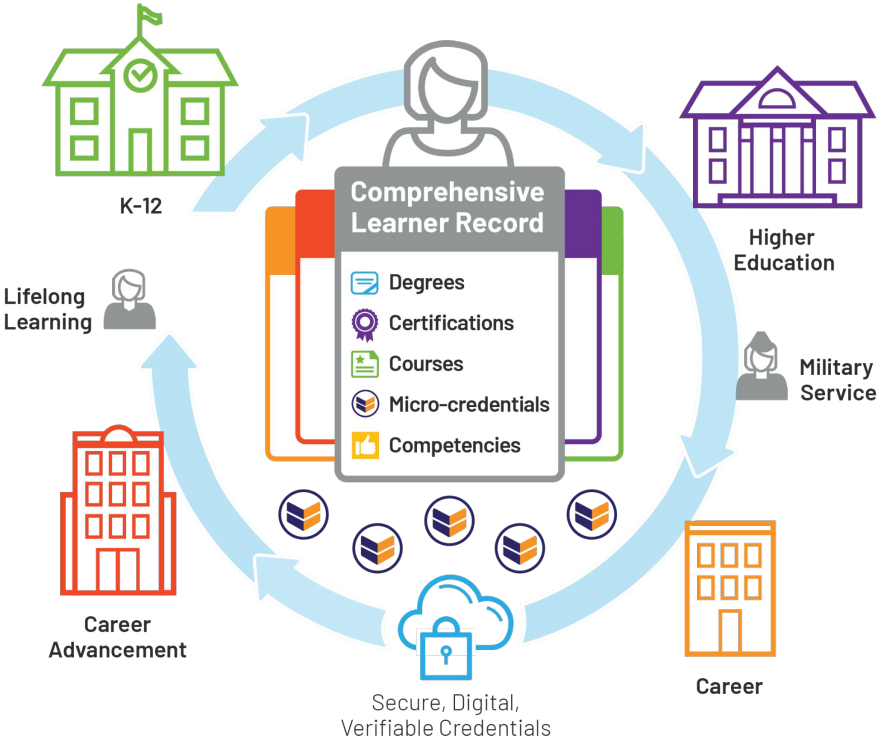 K-12
Comprehensive
Learner Record
Degrees
Certifications
Courses
Micro-credentials
Competencies
Higher
Education
Military
Service
Career
Secure, Digital,
Verifiable Credentials
Career
Advancement
Lifelong
Learning